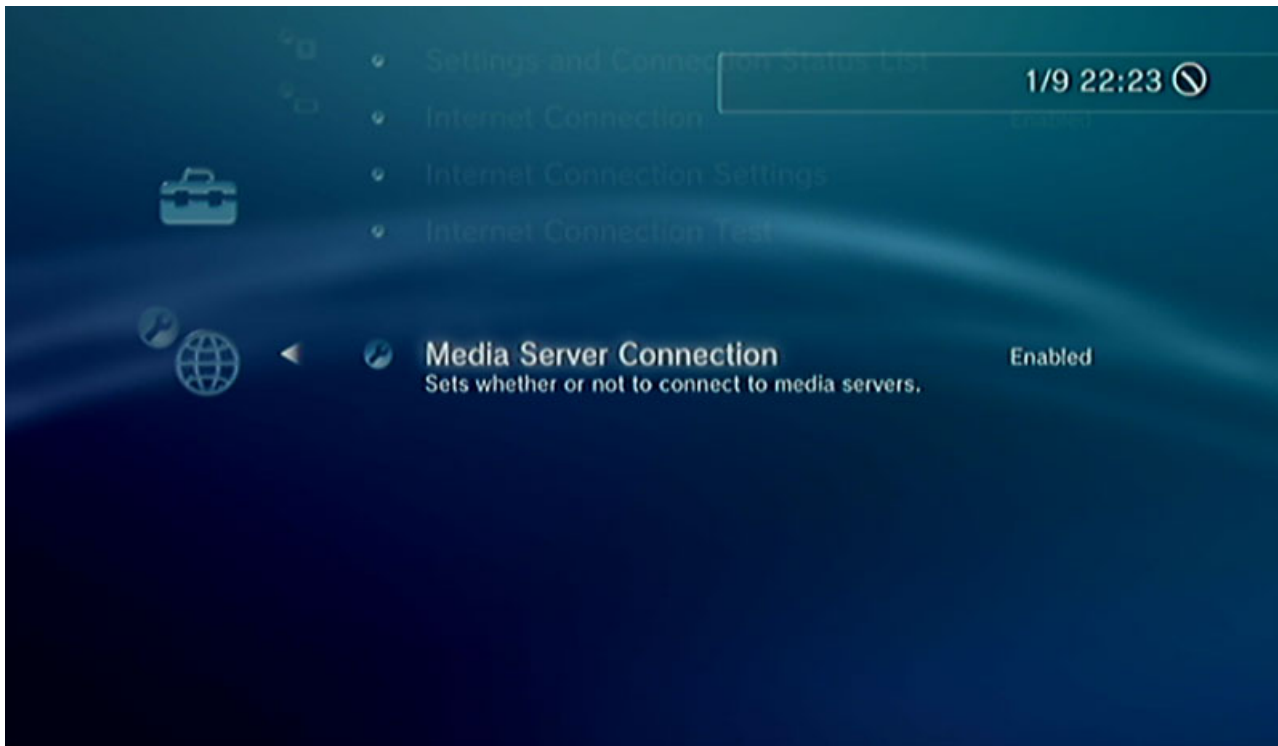 Settings and Connection Status List
1/9 22:23
Internet Connection Enabled
Internet Connection Settings
Internet Connection Test
Media Server Connection Enabled
Sets whether or not to connect to media servers.